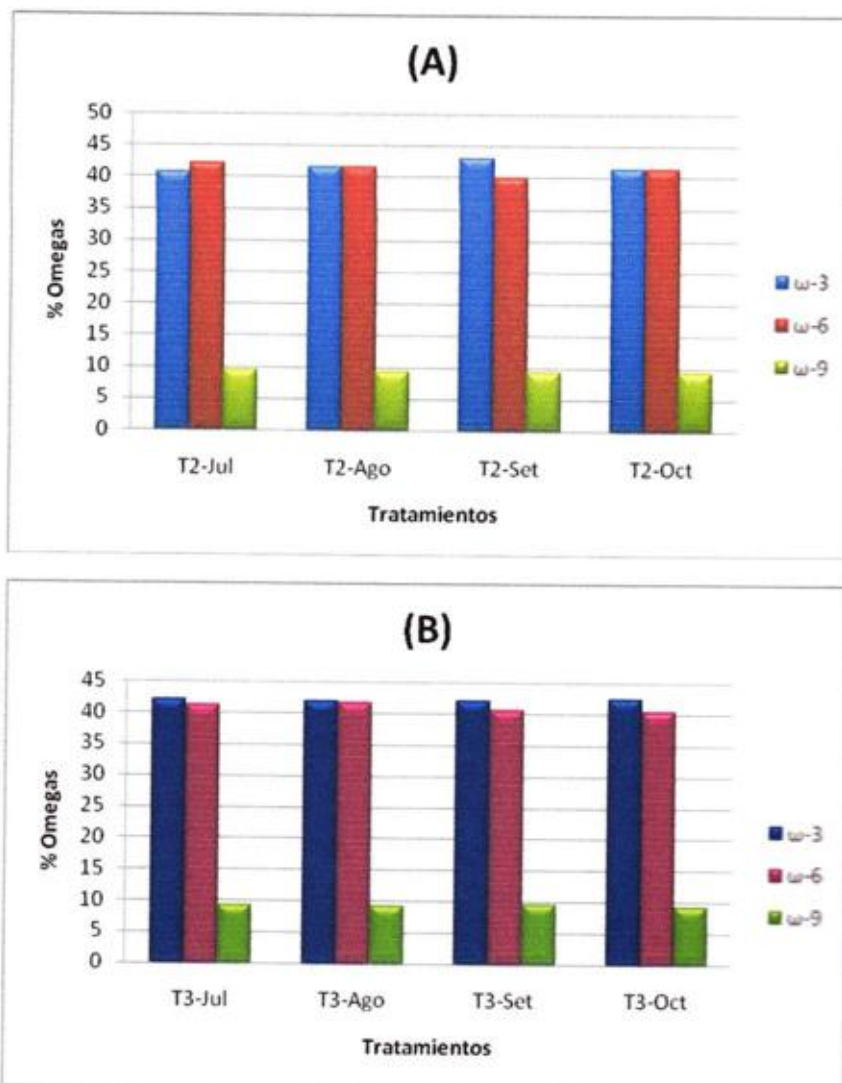 (A)
50
45
40
35
30
25
20
15
10
5
0
% Omegas
T2-Jul T2-Ago T2-Set T2-Oct
Tratamientos
ω-3
ω-6
ω-9
(B)
45
40
35
30
25
20
15
10
5
0
% Omegas
T3-Jul T3-Ago T3-Set T3-Oct
Tratamientos
ω-3
ω-6
ω-9